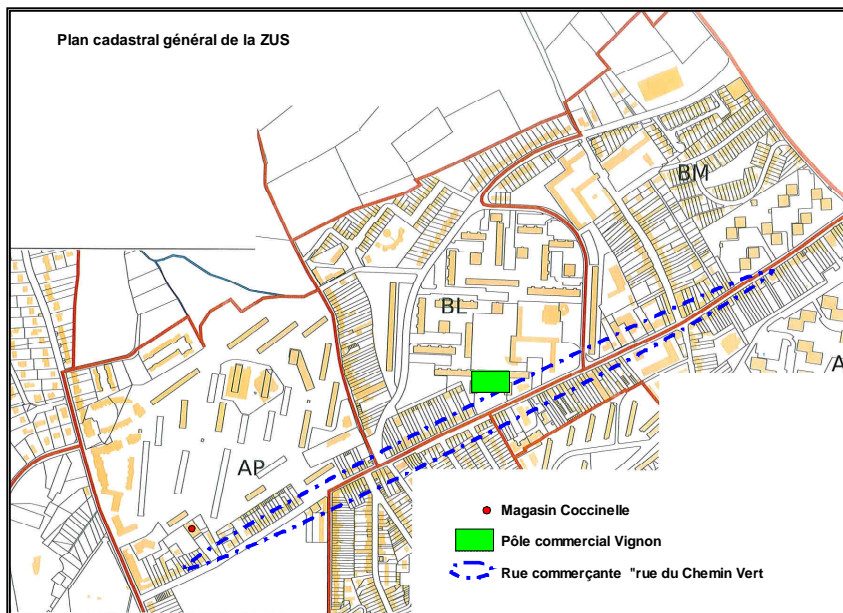 Plan cadastral général de la ZUS
BM
BL
A
AP
Magasin Coccinelle
Pôle commercial Vignon
Rue commerçante "rue du Chemin Vert